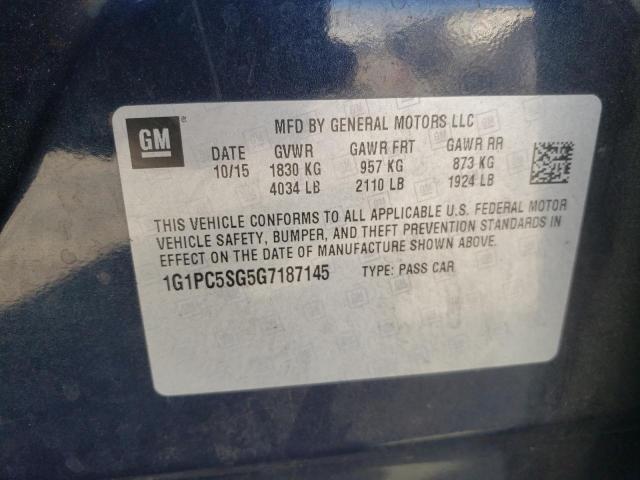 GM
MFD BY GENERAL MOTORS LLC
DATE GVWR GAWR FRT GAWR RR
10/15 1830 KG 957 KG 873 KG
4034 LB 2110 LB 1924 LB
THIS VEHICLE CONFORMS TO ALL APPLICABLE U.S. FEDERAL MOTOR
VEHICLE SAFETY, BUMPER, AND THEFT PREVENTION STANDARDS IN
EFFECT ON THE DATE OF MANUFACTURE SHOWN ABOVE.
1G1PC5SG5G7187145 TYPE: PASS CAR